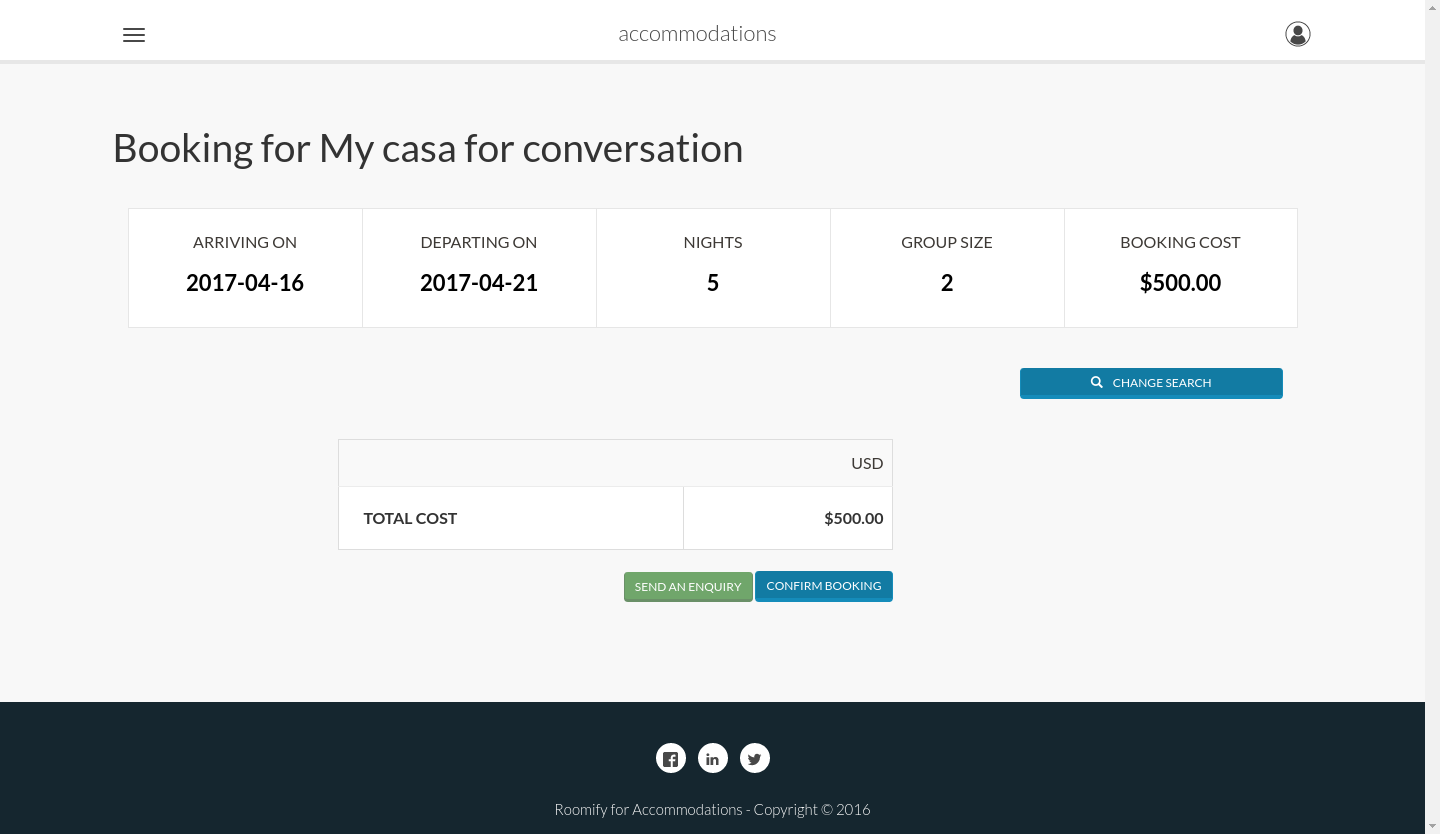 accommodations
Booking for My casa for conversation
ARRIVING ON
2017-04-16
DEPARTING ON
2017-04-21
NIGHTS
5
GROUP SIZE
2
BOOKING COST
$500.00
CHANGE SEARCH
USD
TOTAL COST $500.00
SEND AN ENQUIRY CONFIRM BOOKING
Roomify for Accommodations - Copyright © 2016